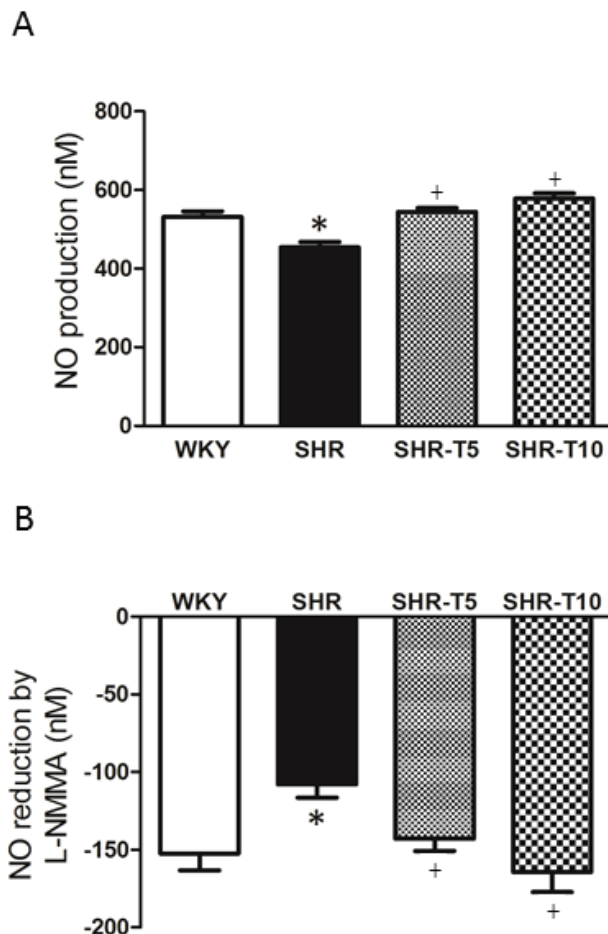 A
NO production (nM)
800
600
400
200
0
*
+
+
WKY SHR SHR-T5 SHR-T10
B
WKY SHR SHR-T5 SHR-T10
NO reduction by
L-NMMA (nM)
0
-50
-100
-150
-200
*
+
+